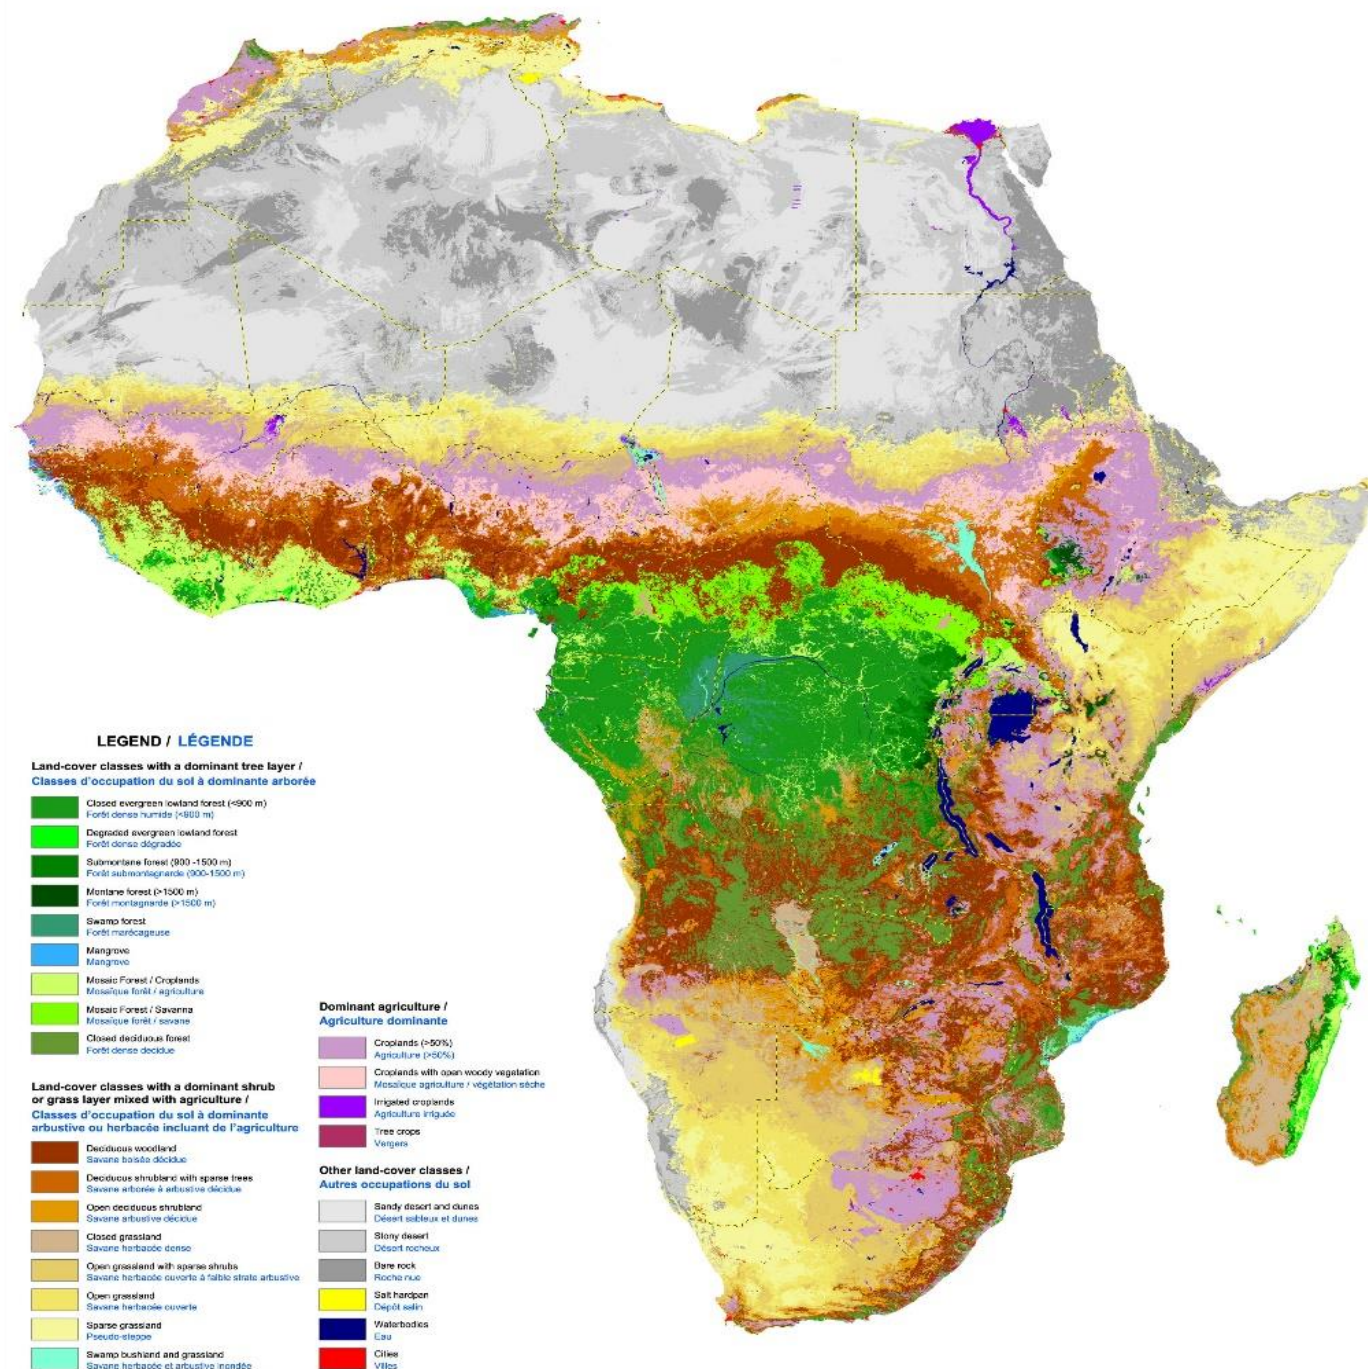 LEGEND / LÉGENDE
Land-cover classes with a dominant tree layer /
Classes d'occupation du sol à dominante arborée
Closed evergreen lowland forest (<900 m)
Forêt dense humide (<900 m)
Degraded evergreen lowland forest
Forêt dense dégradée
Submontane forest (900 -1500 m)
Forêt submontagnarde (900-1500 m)
Montane forest (>1500 m)
Forêt montagnarde (>1500 m)
Swamp forest
Forêt marécageuse
Mangrove
Mangrove
Mosaic Forest / Croplands
Mosaïque forêt / agriculture
Mosaic Forest / Savanna
Mosaïque forêt / savane
Closed deciduous forest
Forêt dense decidue
Land-cover classes with a dominant shrub
or grass layer mixed with agriculture /
Classes d'occupation du sol à dominante
arbustive ou herbacée incluant de l'agriculture
Deciduous woodland
Savane boisée décidue
Deciduous shrubland with sparse trees
Savane arborée à arbustive décidue
Open deciduous shrubland
Savane arbustive décidue
Closed grassland
Savane herbacée dense
Open grassland with sparse shrubs
Savane herbacée ouverte à faible strate arbustive
Open grassland
Savane herbacée ouverte
Sparse grassland
Pseudo-steppe
Swamp bushland and grassland
Savane herbacée et arbustive inondée
Dominant agriculture /
Agriculture dominante
Croplands (>50%)
Agriculture (>50%)
Croplands with open woody vegetation
Mosaïque agriculture / végétation sèche
Irrigated croplands
Agriculture irriguée
Tree crops
Vergers
Other land-cover classes /
Autres occupations du sol
Sandy desert and dunes
Désert sableux et dunes
Stony desert
Désert rocheux
Bare rock
Roche nue
Salt hardpan
Dépôt salin
Waterbodies
Eau
Cities
Villes